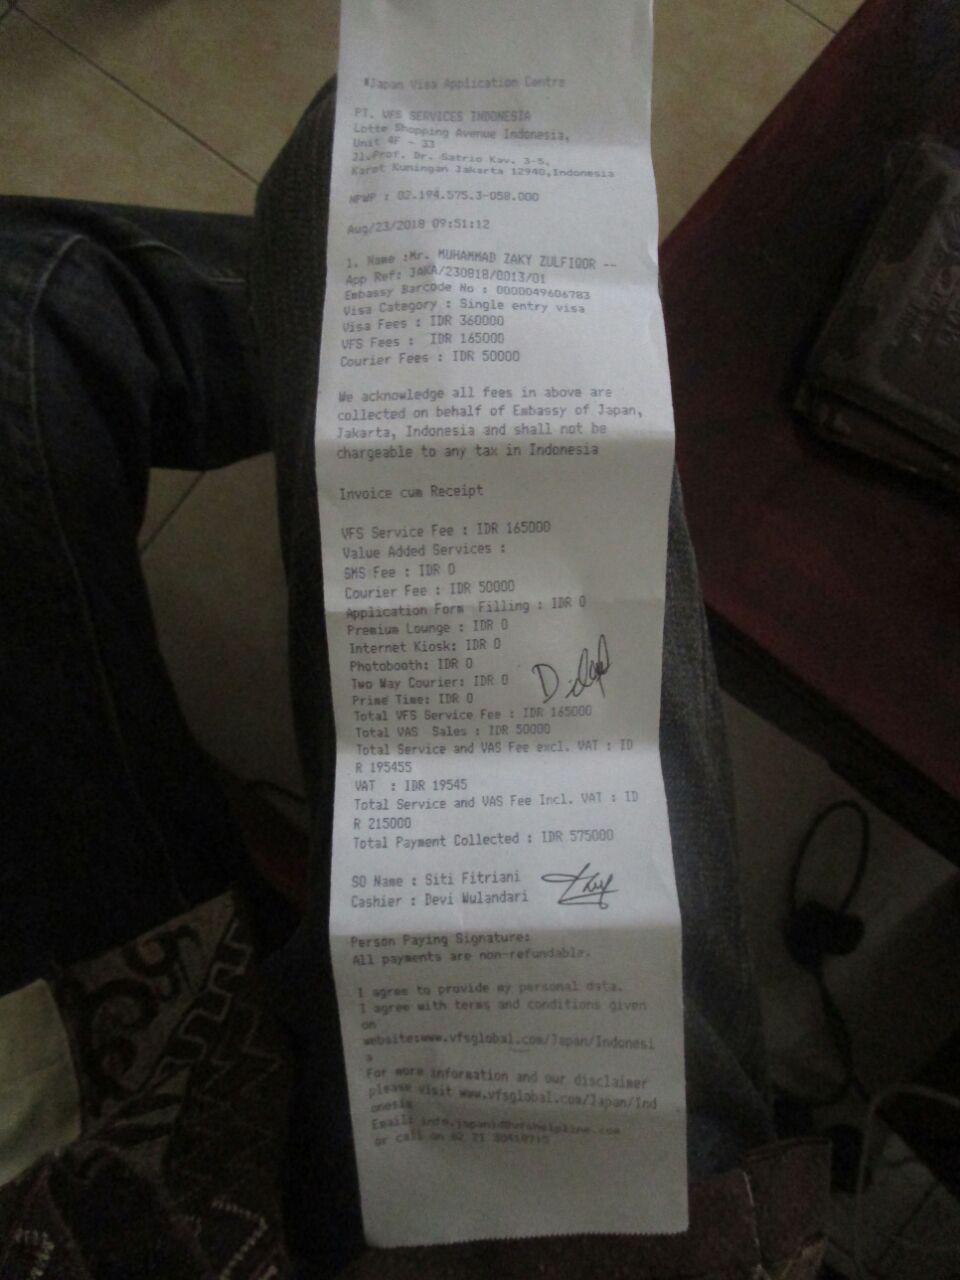 Japan Visa Application Centre
PT. VFS SERVICES INDONESIA
Lotte Shopping Avenue Indonesia,
Unit 4F - 33
Jl.Prof. Dr. Satrio Kav. 3-5,
Karet Kuningan Jakarta 12940,Indonesia
NPWP : 02.194.575.3-058.000
Aug/23/2018 09:51:12
1. Name :Mr. MUHAMMAD ZAKY ZULFIQOR --
App Ref: JAKA/230818/0013/01
Embassy Barcode No : 0000049606783
Visa Category : Single entry visa
Visa Fees : IDR 360000
VFS Fees : IDR 165000
Courier Fees : IDR 50000
We acknowledge all fees in above are
collected on behalf of Embassy of Japan,
Jakarta, Indonesia and shall not be
chargeable to any tax in Indonesia
Invoice cum Receipt
VFS Service Fee : IDR 165000
Value Added Services :
SMS Fee : IDR 0
Courier Fee : IDR 50000
Application Form Filling : IDR 0
Premium Lounge : IDR 0
Internet Kiosk: IDR 0
Photobooth: IDR 0
Two Way Courier: IDR 0
Prime Time: IDR 0
Total VFS Service Fee : IDR 165000
Total VAS Sales : IDR 50000
Total Service and VAS Fee excl. VAT : ID
R 195455
VAT : IDR 19545
Total Service and VAS Fee Incl. VAT : ID
R 215000
Total Payment Collected : IDR 575000
SO Name : Siti Fitriani
Cashier : Devi Wulandari
Person Paying Signature:
All payments are non-refundable.
I agree to provide my personal data.
I agree with terms and conditions given
on
website:www.vfsglobal.com/Japan/Indonesi
a
For more information and our disclaimer
please visit www.vfsglobal.com/Japan/Ind
onesia
Email:
or call on 62 21